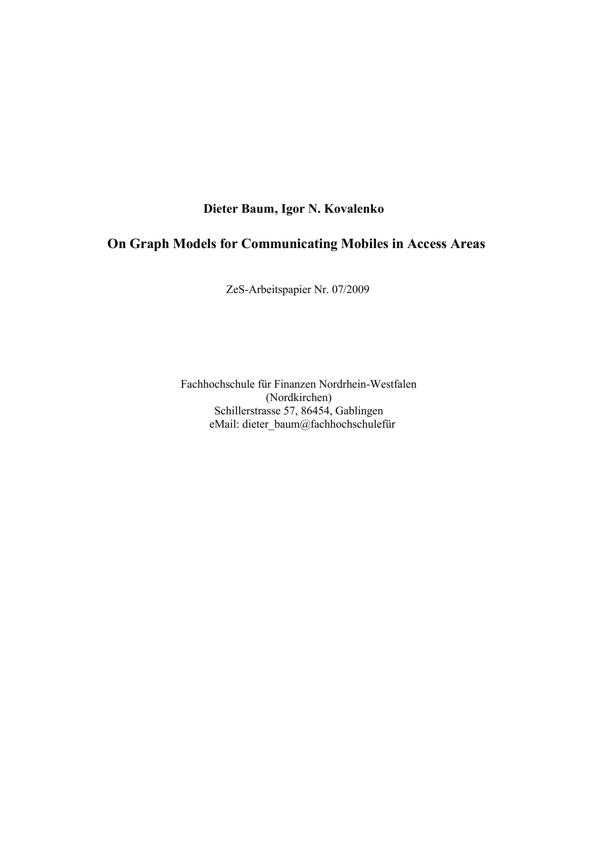 Dieter Baum, Igor N. Kovalenko
On Graph Models for Communicating Mobiles in Access Areas
ZeS-Arbeitspapier Nr. 07/2009
Fachhochschule für Finanzen Nordrhein-Westfalen
(Nordkirchen)
Schillerstrasse 57, 86454, Gablingen
eMail: dieter_baum@fachhochschulefür